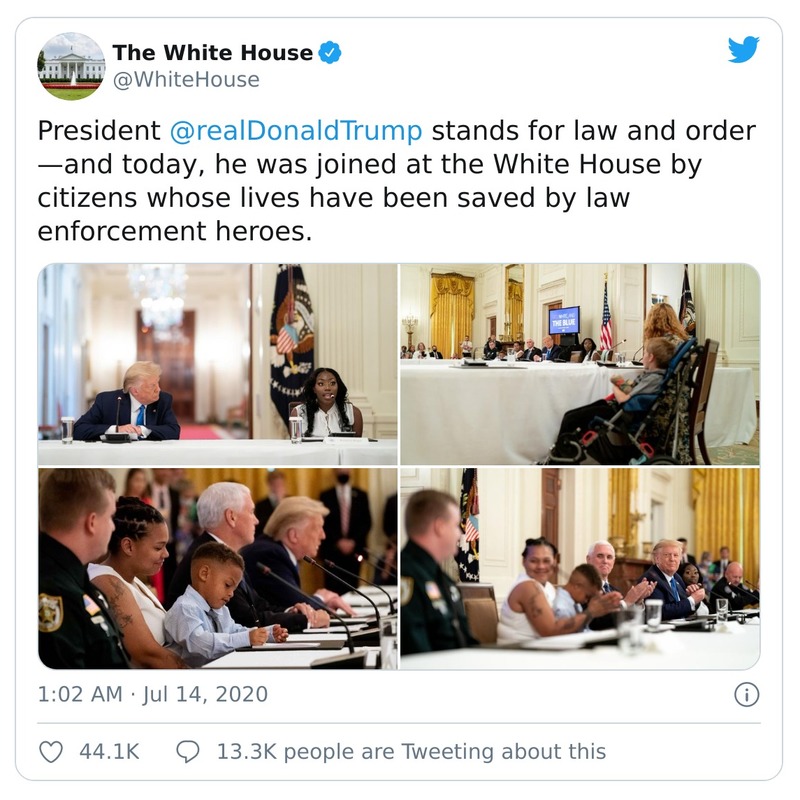 The White House
@WhiteHouse
President @realDonaldTrump stands for law and order
—and today, he was joined at the White House by
citizens whose lives have been saved by law
enforcement heroes.
THE BLUE
1:02 AM · Jul 14, 2020
44.1K
13.3K people are Tweeting about this